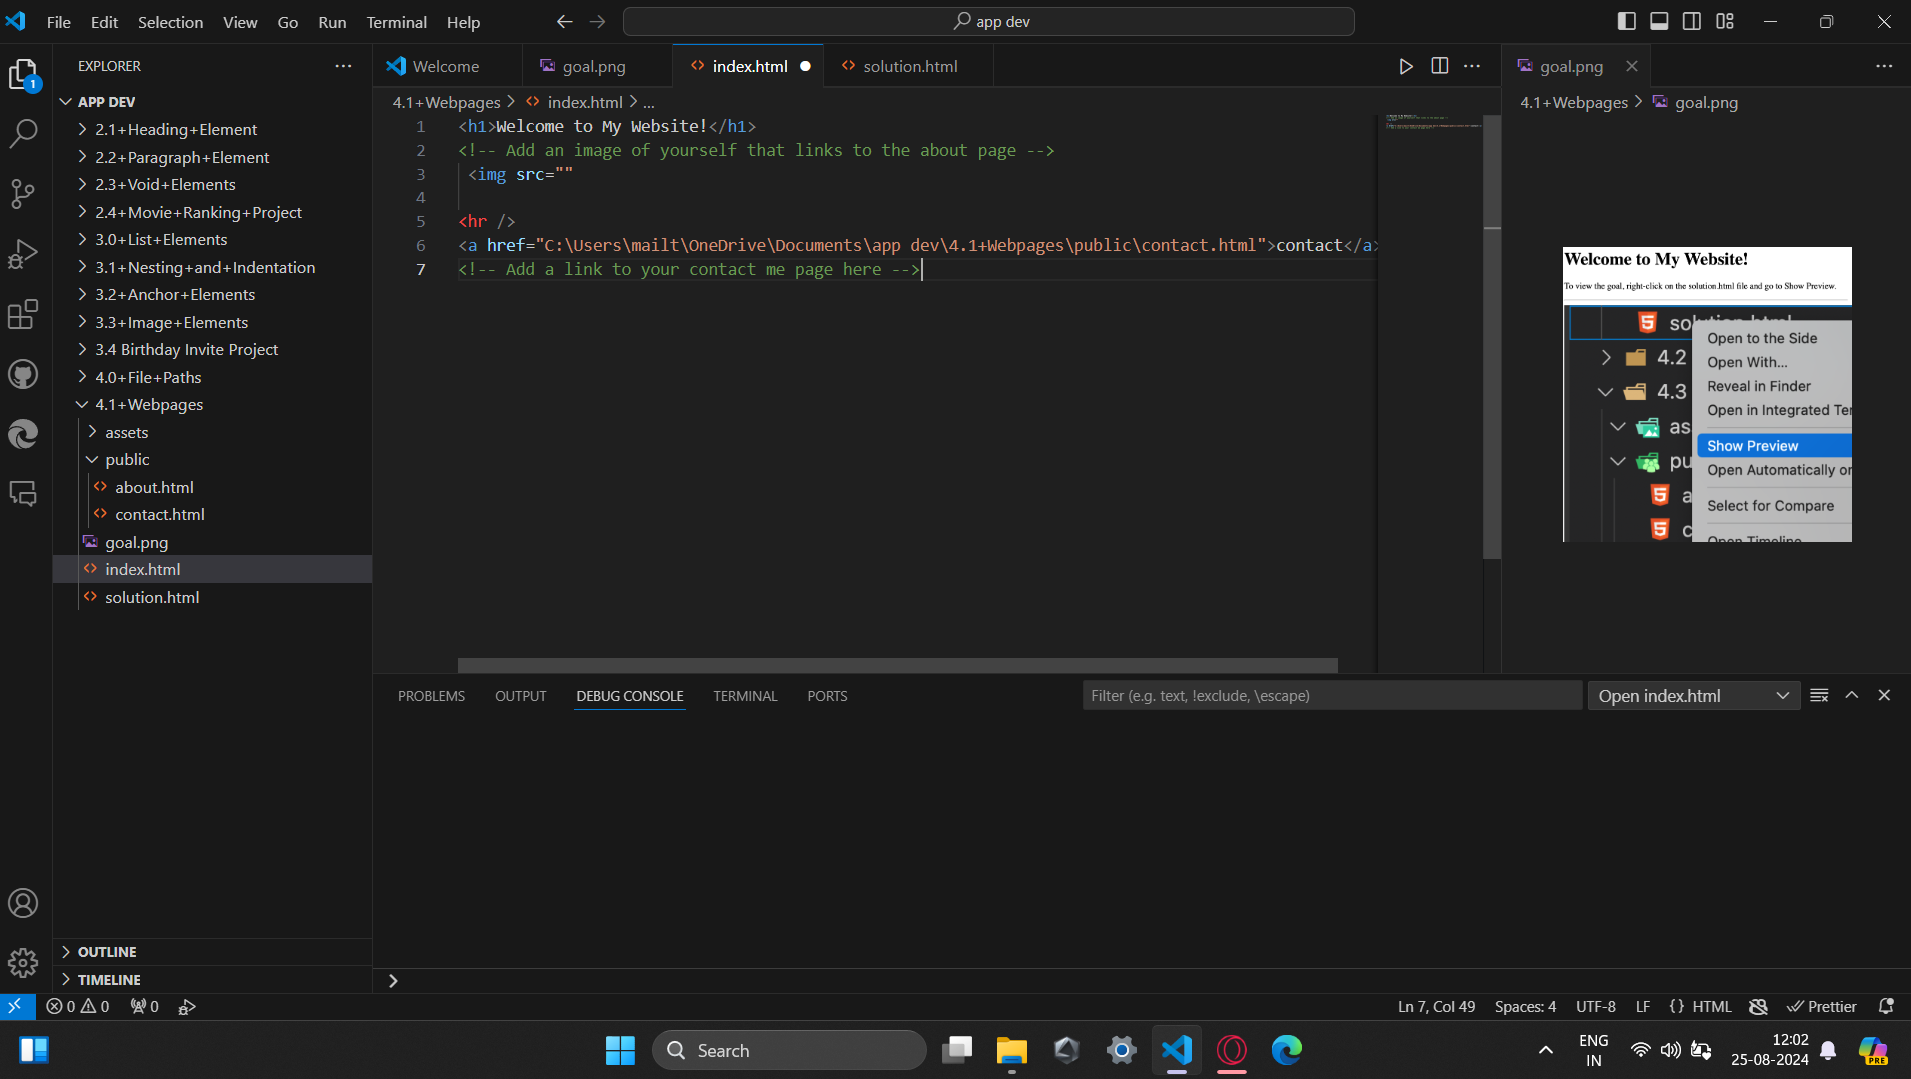 File Edit Selection View Go Run Terminal Help
app dev
1
EXPLORER
APP DEV
2.1+Heading+Element
2.2+Paragraph+Element
2.3+Void+Elements
2.4+Movie+Ranking+Project
3.0+List+Elements
3.1+Nesting+and+Indentation
3.2+Anchor+Elements
3.3+Image+Elements
3.4 Birthday Invite Project
4.0+File+Paths
4.1+Webpages
assets
public
about.html
contact.html
goal.png
index.html
solution.html
OUTLINE
TIMELINE
Welcome goal.png index.html solution.html
4.1+Webpages > index.html > ...
1 <h1>Welcome to My Website!</h1>
2 <!-- Add an image of yourself that links to the about page -->
3 <img src=""
4
5 <hr />
6 <a href="C:\Users\mailt\OneDrive\Documents\app dev\4.1+Webpages\public\contact.html">contact</a>
7 <!-- Add a link to your contact me page here -->
goal.png
4.1+Webpages > goal.png
Welcome to My Website!
To view the goal, right-click on the solution.html file and go to Show Preview.
solution.html
4.2
4.3
as
pu
a
c
Open to the Side
Open With...
Reveal in Finder
Open in Integrated Ter
Show Preview
Open Automatically or
Select for Compare
Open Timeline
PROBLEMS OUTPUT DEBUG CONSOLE TERMINAL PORTS
Filter (e.g. text, !exclude, \escape)
Open index.html
0 0 0
Ln 7, Col 49 Spaces: 4 UTF-8 LF {} HTML Prettier
Search
ENG
IN
12:02
25-08-2024
PRE